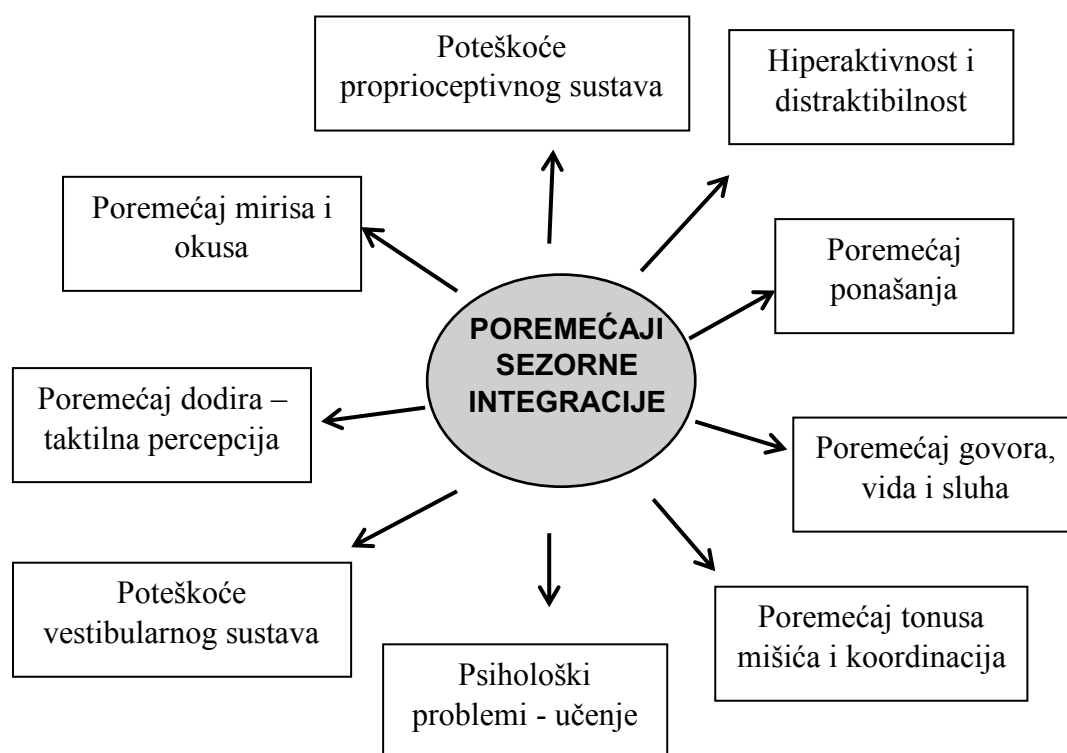 Poteškoće
proprioceptivnog sustava
Hiperaktivnost i
distraktibilnost
Poremećaj mirisa i
okusa
Poremećaj
ponašanja
POREMEĆAJI
SEZORNE
INTEGRACIJE
Poremećaj dodira –
taktilna percepcija
Poremećaj govora,
vida i sluha
Poteškoće
vestibularnog sustava
Poremećaj tonusa
mišića i koordinacija
Psihološki
problemi - učenje